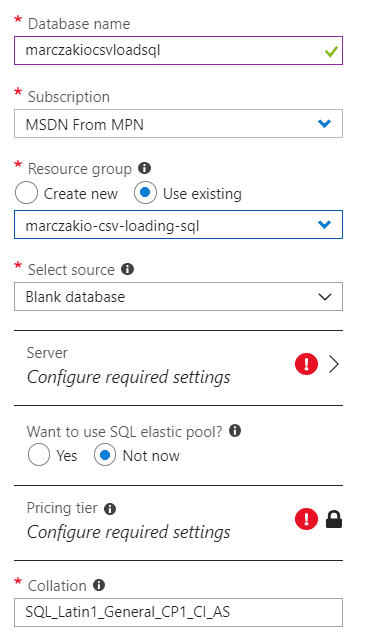 * Database name
marczakiocsvloadsql
* Subscription
MSDN From MPN
* Resource group
Create new Use existing
marczakio-csv-loading-sql
* Select source
Blank database
Server
Configure required settings
Want to use SQL elastic pool?
Yes Not now
Pricing tier
Configure required settings
* Collation
SQL_Latin1_General_CP1_CI_AS